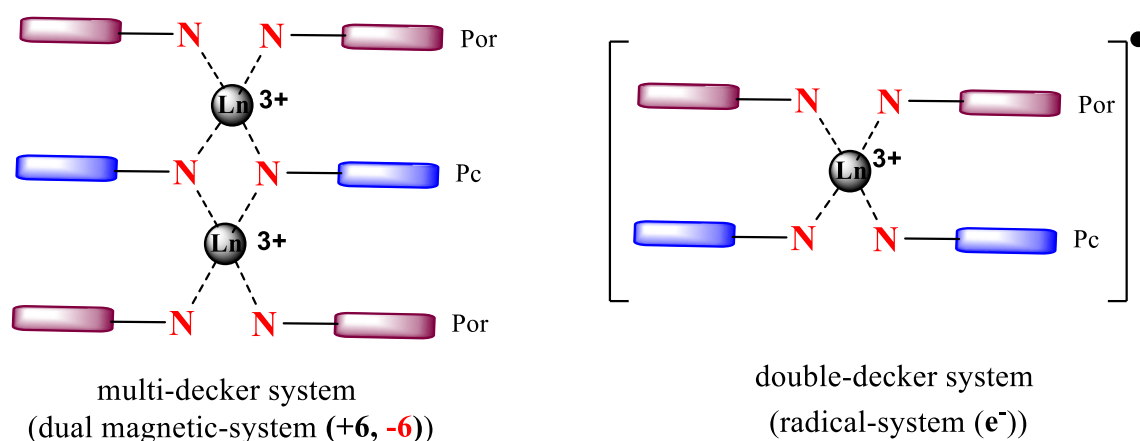 N N Por
Ln 3+
N N Pc
Ln 3+
N N Por
multi-decker system
(dual magnetic-system (+6, -6))
N N Por
Ln 3+
N N Pc
double-decker system
(radical-system (e⁻))